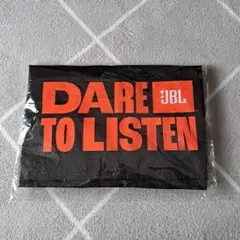 DARE JBL
TO LISTEN